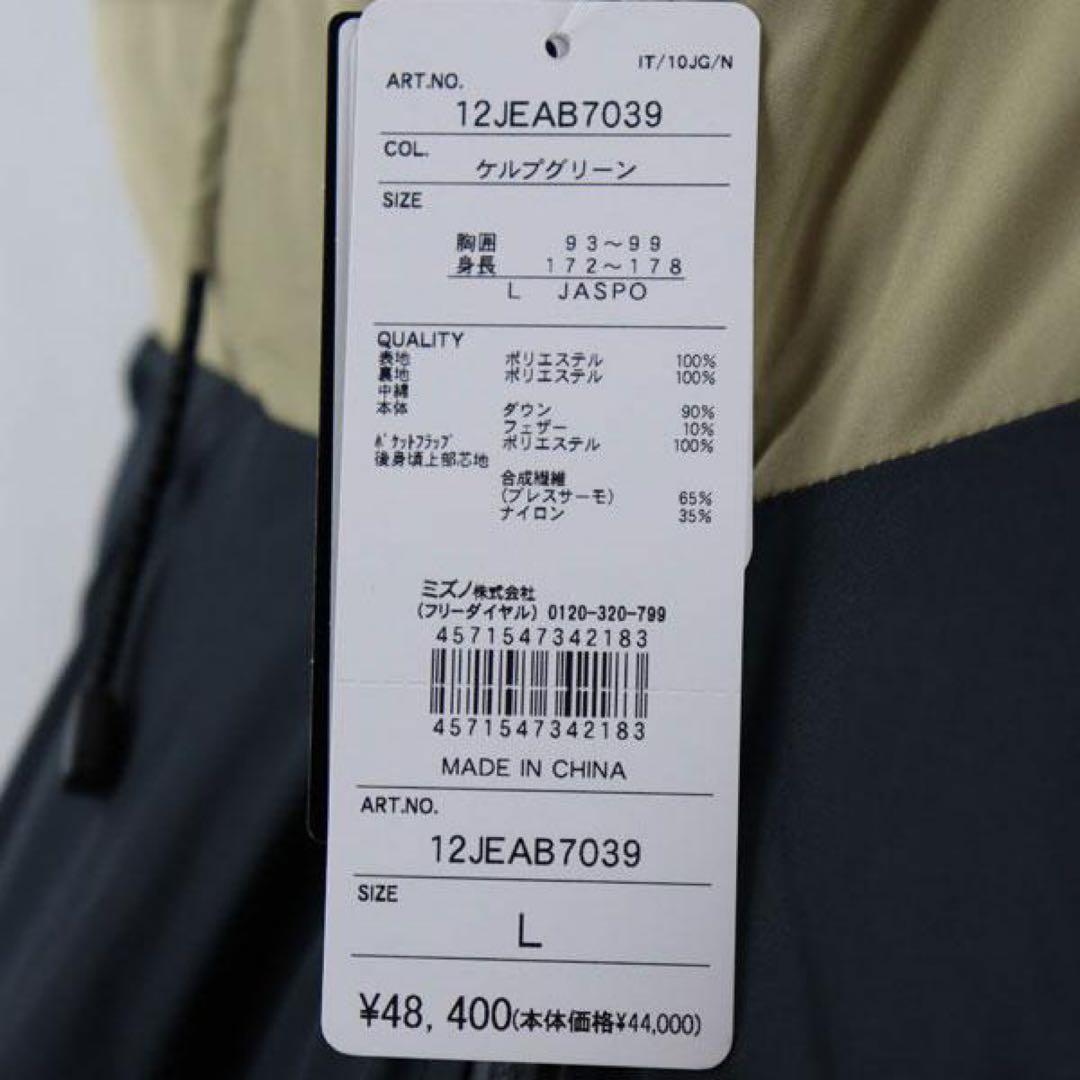 IT/10JG/N
ART.NO.
12JEAB7039
COL.
ケルプグリーン
SIZE
胸囲 93～99
身長 172～178
L JASPO
QUALITY
表地 ポリエステル 100%
裏地 ポリエステル 100%
中綿
本体 ダウン 90%
フェザー 10%
ﾎﾟｹｯﾄﾌﾗｯﾌﾟ ポリエステル 100%
後身頃上部芯地
合成繊維
(ブレスサーモ) 65%
ナイロン 35%
ミズノ株式会社
(フリーダイヤル) 0120-320-799
4571547342183
4571547342183
MADE IN CHINA
ART.NO.
12JEAB7039
SIZE
L
¥48,400(本体価格¥44,000)